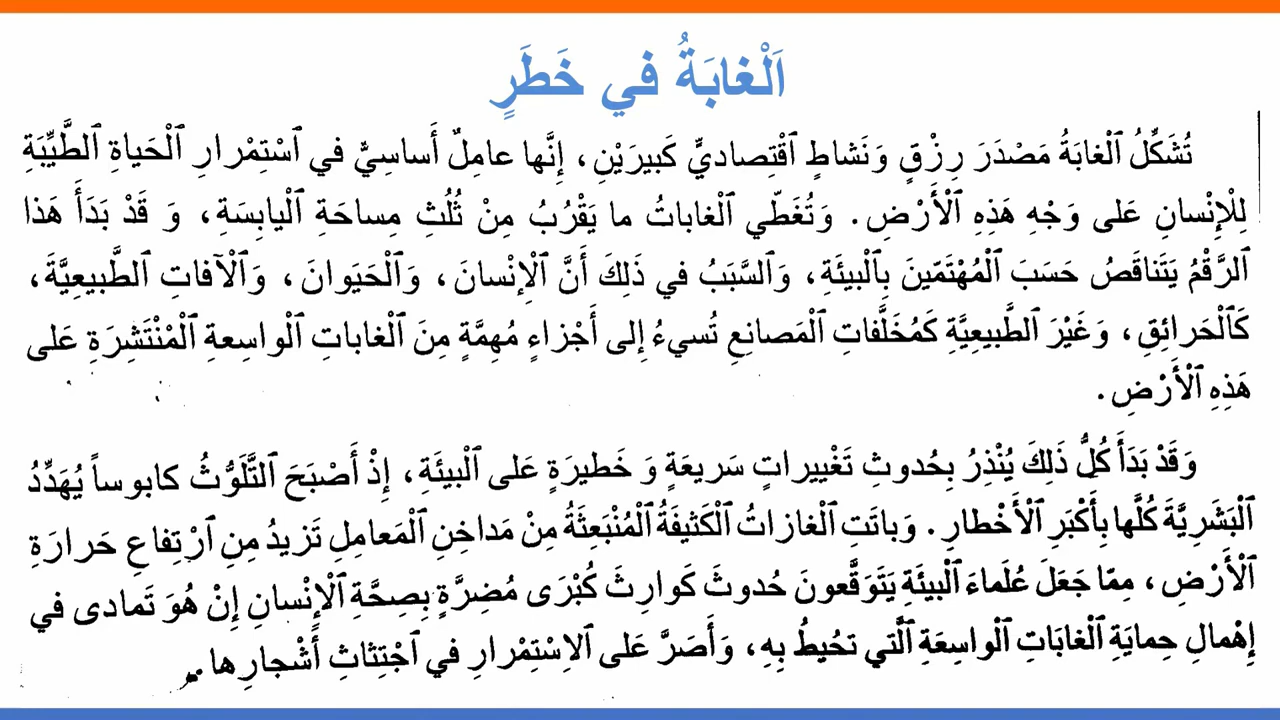 اَلْغابَةُ في خَطَرٍ
تُشَكِّلُ ٱلْغابَةُ مَصْدَرَ رِزْقٍ وَنَشاطٍ ٱقْتِصادِيٍّ كَبيرَيْنِ، إِنَّها عامِلٌ أَساسِيٌّ في ٱسْتِمْرارِ ٱلْحَياةِ ٱلطَّيِّبَةِ
لِلْإِنْسانِ عَلى وَجْهِ هَذِهِ ٱلْأَرْضِ. وَتُغَطّي ٱلْغاباتُ ما يَقْرُبُ مِنْ ثُلُثِ مِساحَةِ ٱلْيابِسَةِ، وَ قَدْ بَدَأَ هَذا
ٱلرَّقْمُ يَتَناقَصُ حَسَبَ ٱلْمُهْتَمّينَ بِٱلْبيئَةِ، وَٱلسَّبَبُ في ذَلِكَ أَنَّ ٱلْإِنْسانَ، وَٱلْحَيَوانَ، وَٱلْآفاتِ ٱلطَّبيعِيَّةَ،
كَٱلْحَرائِقِ، وَغَيْرَ ٱلطَّبيعِيَّةِ كَمُخَلَّفاتِ ٱلْمَصانِعِ تُسيءُ إِلى أَجْزاءٍ مُهِمَّةٍ مِنَ ٱلْغاباتِ ٱلْواسِعةِ ٱلْمُنْتَشِرَةِ عَلى
هَذِهِ ٱلْأَرْضِ.
وَقَدْ بَدَأَ كُلُّ ذَلِكَ يُنْذِرُ بِحُدوثِ تَغْييراتٍ سَريعَةٍ وَ خَطيرَةٍ عَلى ٱلْبيئَةِ، إِذْ أَصْبَحَ ٱلتَّلَوُّثُ كابوساً يُهَدِّدُ
ٱلْبَشَرِيَّةَ كُلَّها بِأَكْبَرِ ٱلْأَخْطارِ. وَباتَتِ ٱلْغازاتُ ٱلْكَثيفَةُ ٱلْمُنْبَعِثَةُ مِنْ مَداخِنِ ٱلْمَعامِلِ تَزيدُ مِنِ ٱرْتِفاعِ حَرارَةِ
ٱلْأَرْضِ، مِمّا جَعَلَ عُلَماءَ ٱلْبيئَةِ يَتَوَقَّعونَ حُدوثَ كَوارِثَ كُبْرَى مُضِرَّةٍ بِصِحَّةِ ٱلْإِنْسانِ إِنْ هُوَ تَمادى في
إِهْمالِ حِمايَةِ ٱلْغاباتِ ٱلْواسِعَةِ ٱلَّتي تحُيطُ بِهِ، وَأَصَرَّ عَلى ٱلاِسْتِمْرارِ في ٱجْتِثاثِ أَشْجارِها.